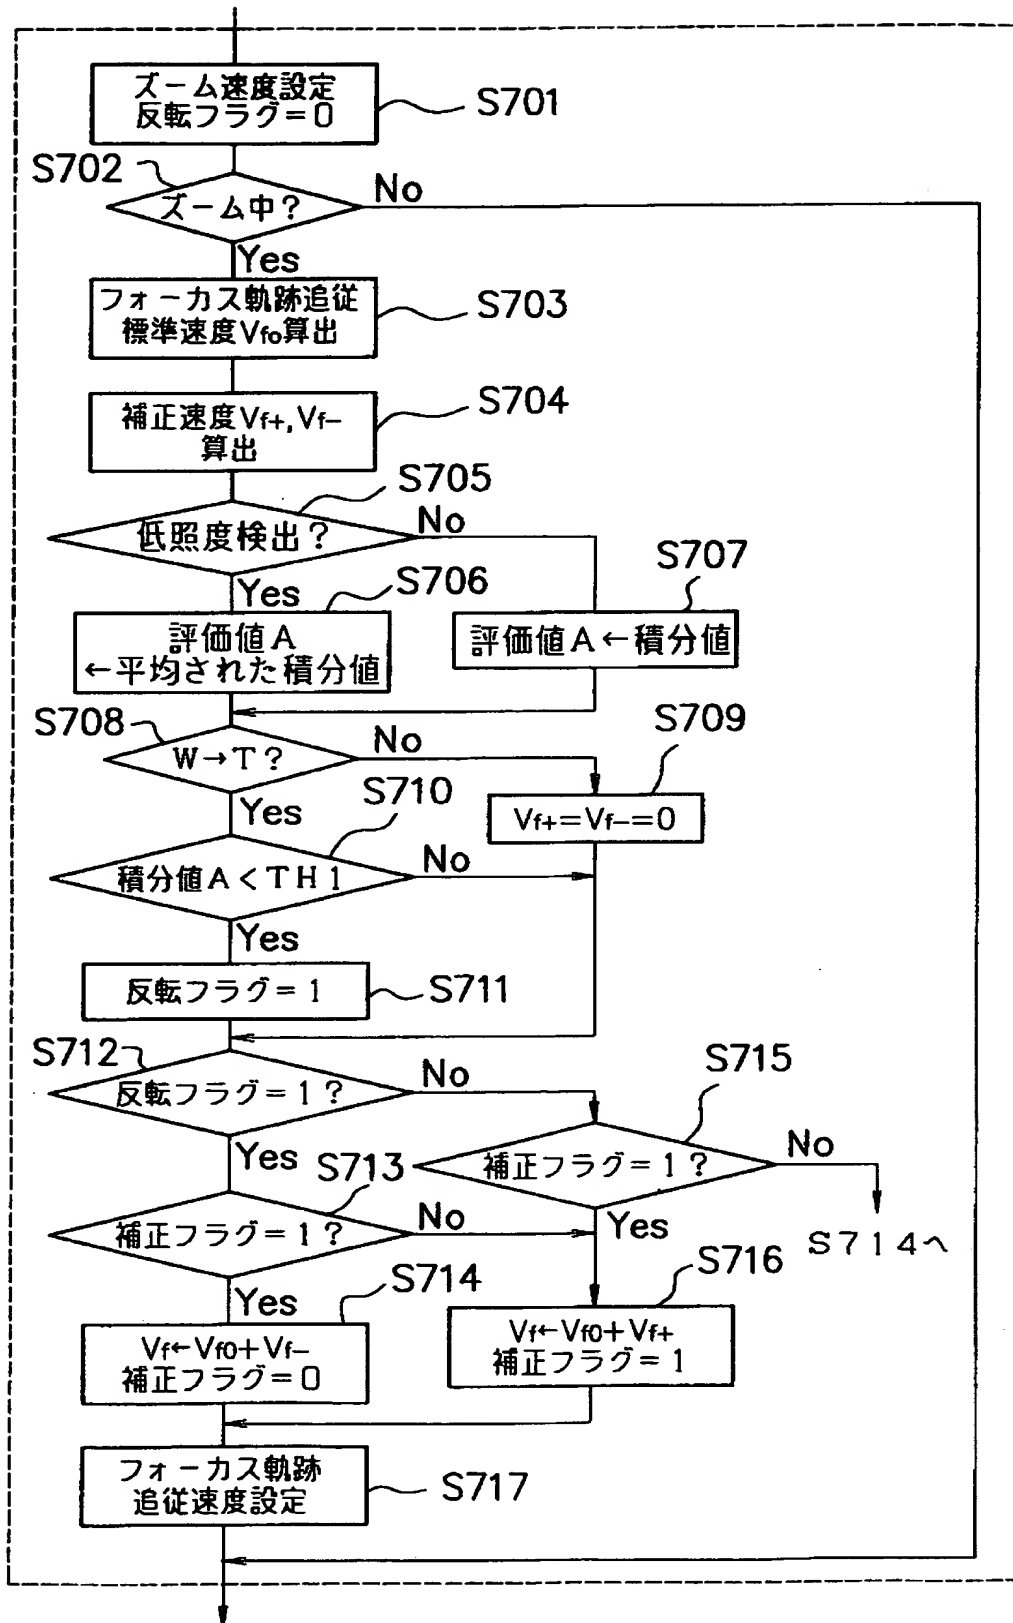 ズーム速度設定
反転フラグ=0
S701
S702
ズーム中?
No
Yes
フォーカス軌跡追従
標準速度Vfo算出
S703
補正速度Vf+,Vf-
算出
S704
S705
低照度検出?
No
Yes
S706
評価値A
←平均された積分値
S707
評価値A←積分値
S708
W→T?
No
Yes
S709
Vf+=Vf-=0
S710
積分値A<TH1
No
Yes
反転フラグ=1
S711
S712
反転フラグ=1?
No
Yes
S715
補正フラグ=1?
No
Yes
S714へ
S713
補正フラグ=1?
No
Yes
S714
Vf←Vf0+Vf-
補正フラグ=0
S716
Vf←Vf0+Vf+
補正フラグ=1
フォーカス軌跡
追従速度設定
S717